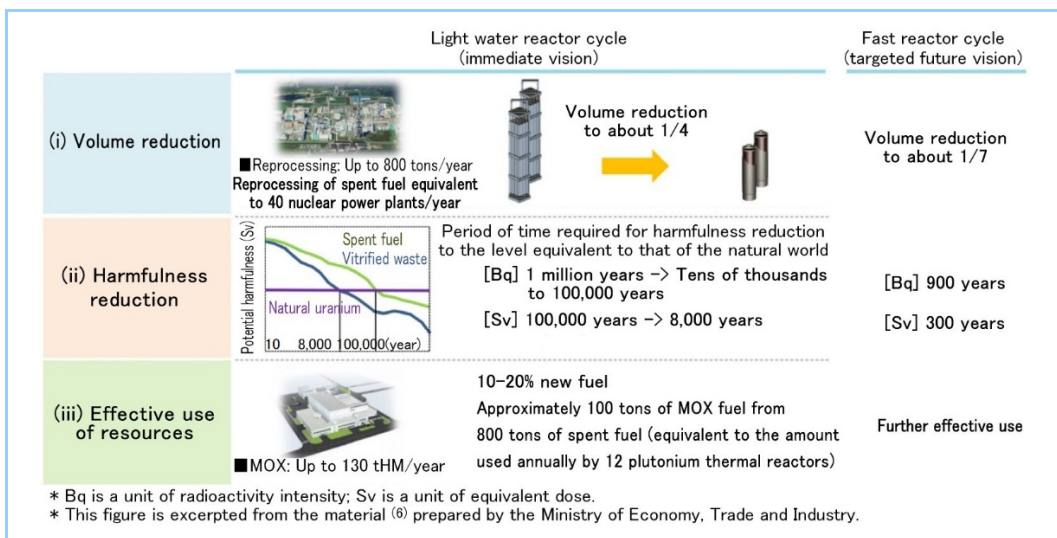 Light water reactor cycle
(immediate vision)
Fast reactor cycle
(targeted future vision)
(i) Volume reduction
■Reprocessing: Up to 800 tons/year
Reprocessing of spent fuel equivalent
to 40 nuclear power plants/year
Volume reduction
to about 1/4
Volume reduction
to about 1/7
(ii) Harmfulness
reduction
Potential harmfulness (Sv)
Spent fuel
Vitrified waste
Natural uranium
10 8,000 100,000(year)
Period of time required for harmfulness reduction
to the level equivalent to that of the natural world
[Bq] 1 million years -> Tens of thousands
to 100,000 years
[Sv] 100,000 years -> 8,000 years
[Bq] 900 years
[Sv] 300 years
(iii) Effective use
of resources
■MOX: Up to 130 tHM/year
10-20% new fuel
Approximately 100 tons of MOX fuel from
800 tons of spent fuel (equivalent to the amount
used annually by 12 plutonium thermal reactors)
Further effective use
* Bq is a unit of radioactivity intensity; Sv is a unit of equivalent dose.
* This figure is excerpted from the material (6) prepared by the Ministry of Economy, Trade and Industry.